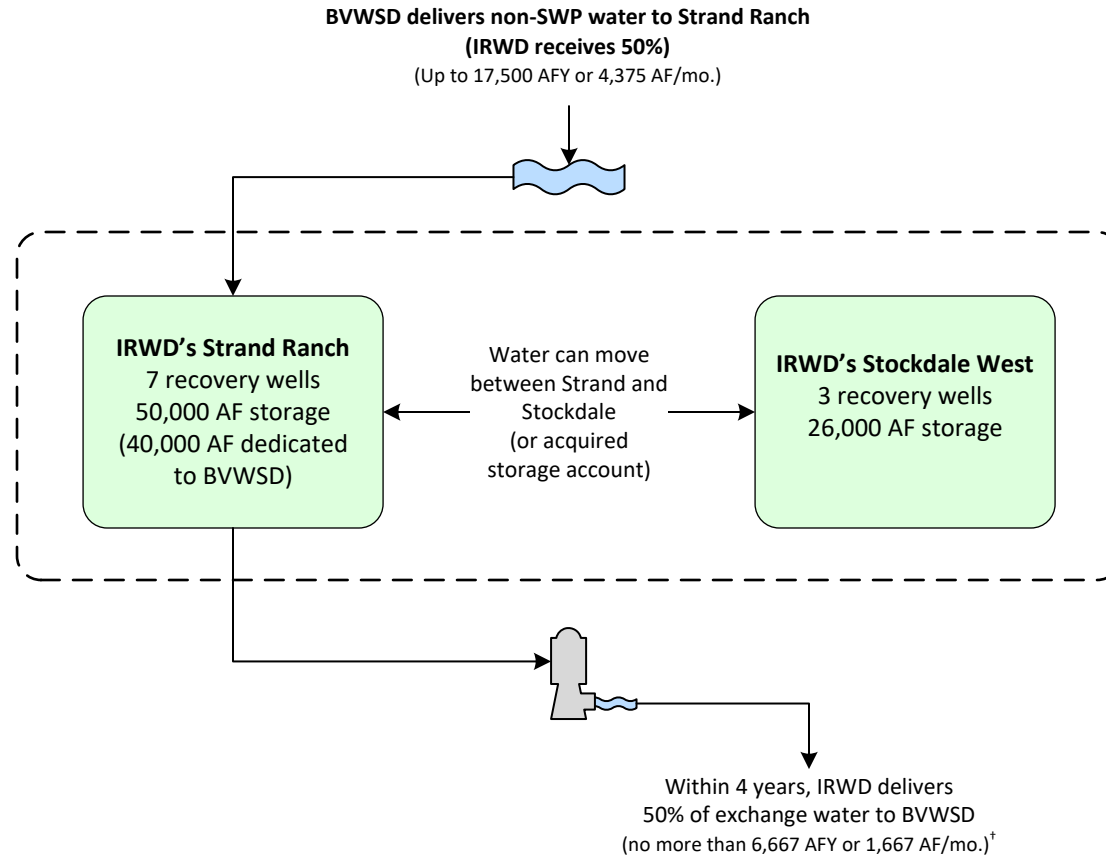 BVWSD delivers non-SWP water to Strand Ranch
(IRWD receives 50%)
(Up to 17,500 AFY or 4,375 AF/mo.)
IRWD’s Strand Ranch
7 recovery wells
50,000 AF storage
(40,000 AF dedicated
to BVWSD)
Water can move
between Strand and
Stockdale
(or acquired
storage account)
IRWD’s Stockdale West
3 recovery wells
26,000 AF storage
Within 4 years, IRWD delivers
50% of exchange water to BVWSD
(no more than 6,667 AFY or 1,667 AF/mo.)†